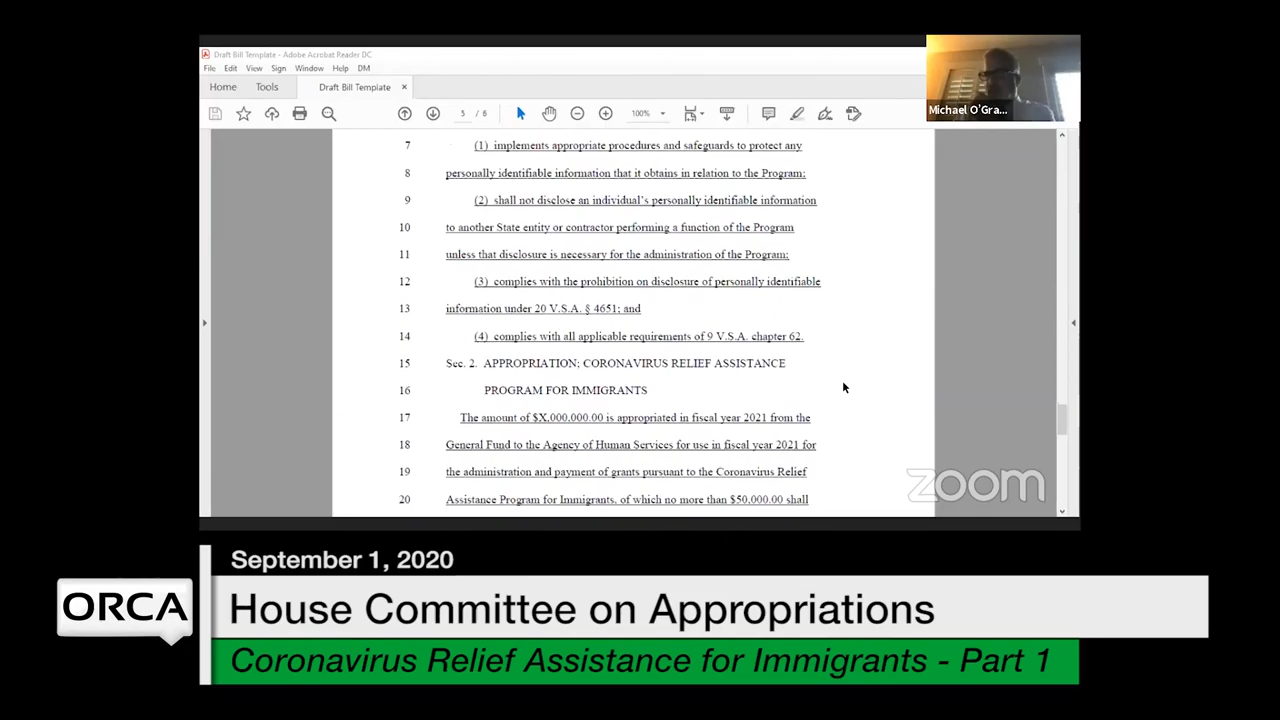 Draft Bill Template - Adobe Acrobat Reader DC
File Edit View Sign Window Help DM
Home Tools Draft Bill Template ×
5 / 6 100%
Michael O'Gra...
7 (1) implements appropriate procedures and safeguards to protect any
8 personally identifiable information that it obtains in relation to the Program;
9 (2) shall not disclose an individual's personally identifiable information
10 to another State entity or contractor performing a function of the Program
11 unless that disclosure is necessary for the administration of the Program;
12 (3) complies with the prohibition on disclosure of personally identifiable
13 information under 20 V.S.A. § 4651; and
14 (4) complies with all applicable requirements of 9 V.S.A. chapter 62.
15 Sec. 2. APPROPRIATION; CORONAVIRUS RELIEF ASSISTANCE
16 PROGRAM FOR IMMIGRANTS
17 The amount of $X,000,000.00 is appropriated in fiscal year 2021 from the
18 General Fund to the Agency of Human Services for use in fiscal year 2021 for
19 the administration and payment of grants pursuant to the Coronavirus Relief
20 Assistance Program for Immigrants, of which no more than $50,000.00 shall
zoom
September 1, 2020
ORCA
House Committee on Appropriations
Coronavirus Relief Assistance for Immigrants - Part 1